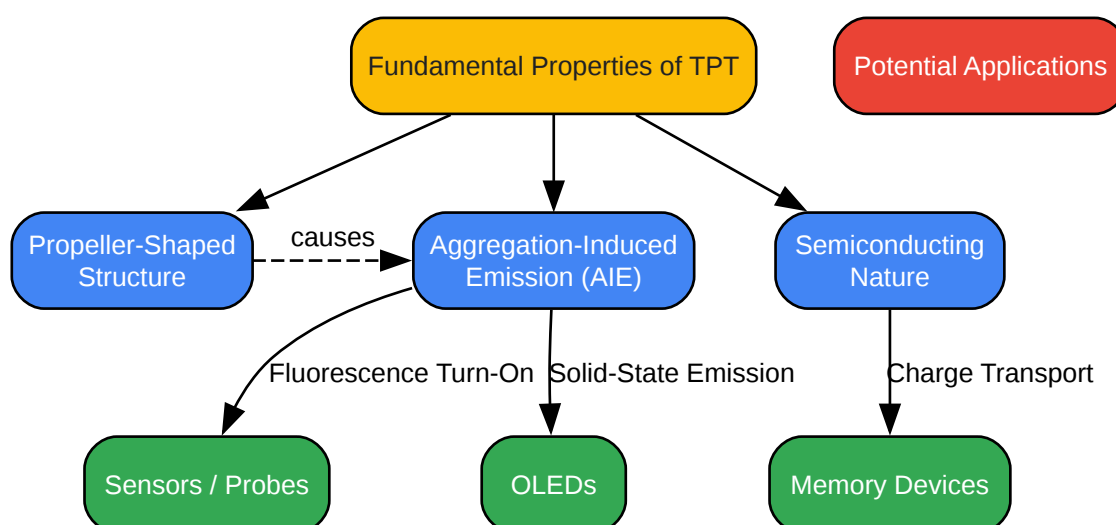 Fundamental Properties of TPT
Potential Applications
Propeller-Shaped
Structure
causes
Aggregation-Induced
Emission (AIE)
Semiconducting
Nature
Fluorescence Turn-On
Solid-State Emission
Charge Transport
Sensors / Probes
OLEDs
Memory Devices